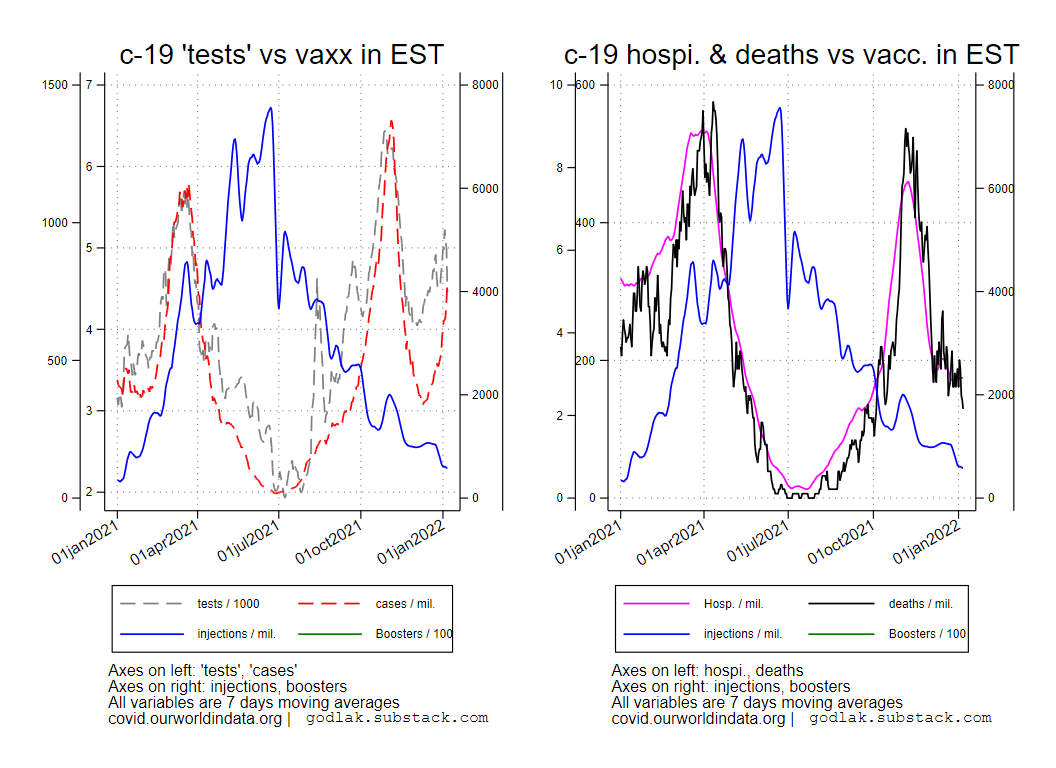 c-19 'tests' vs vaxx in EST
1500
7
8000
6
6000
1000
5
4000
4
500
3
2000
2
0
0
01jan2021
01apr2021
01jul2021
01oct2021
01jan2022
tests / 1000
cases / mil.
injections / mil.
Boosters / 100
Axes on left: 'tests', 'cases'
Axes on right: injections, boosters
All variables are 7 days moving averages
covid.ourworldindata.org | godlak.substack.com
c-19 hospi. & deaths vs vacc. in EST
10
600
8000
8
6000
400
6
4000
4
200
2
2000
0
0
0
01jan2021
01apr2021
01jul2021
01oct2021
01jan2022
Hosp. / mil.
deaths / mil.
injections / mil.
Boosters / 100
Axes on left: hospi., deaths
Axes on right: injections, boosters
All variables are 7 days moving averages
covid.ourworldindata.org | godlak.substack.com